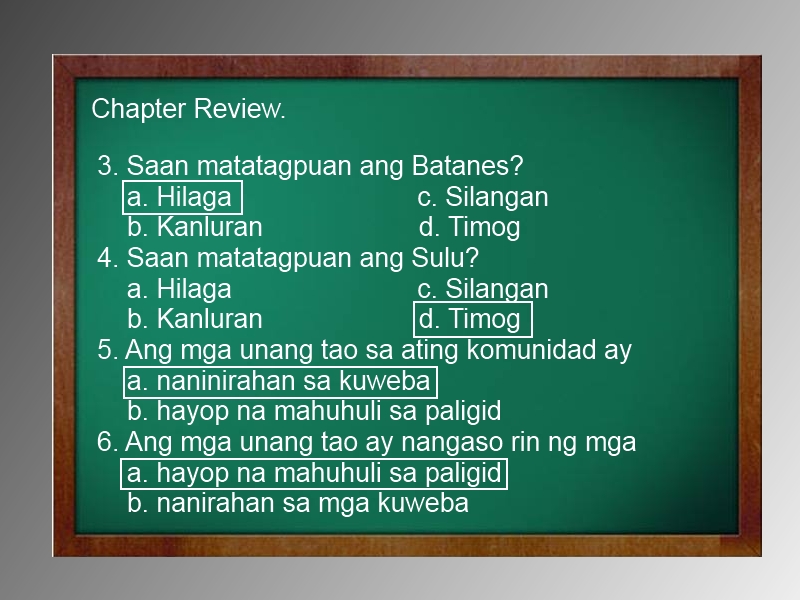 Chapter Review.
3. Saan matatagpuan ang Batanes?
a. Hilaga c. Silangan
b. Kanluran d. Timog
4. Saan matatagpuan ang Sulu?
a. Hilaga c. Silangan
b. Kanluran d. Timog
5. Ang mga unang tao sa ating komunidad ay
a. naninirahan sa kuweba
b. hayop na mahuhuli sa paligid
6. Ang mga unang tao ay nangaso rin ng mga
a. hayop na mahuhuli sa paligid
b. nanirahan sa mga kuweba